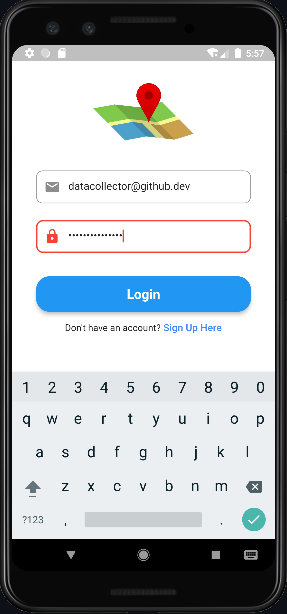 5:57
datacollector@github.dev
•••••••••••••••
Login
Don't have an account? Sign Up Here
1 2 3 4 5 6 7 8 9 0
q w e r t y u i o p
a s d f g h j k l
z x c v b n m
?123 , .